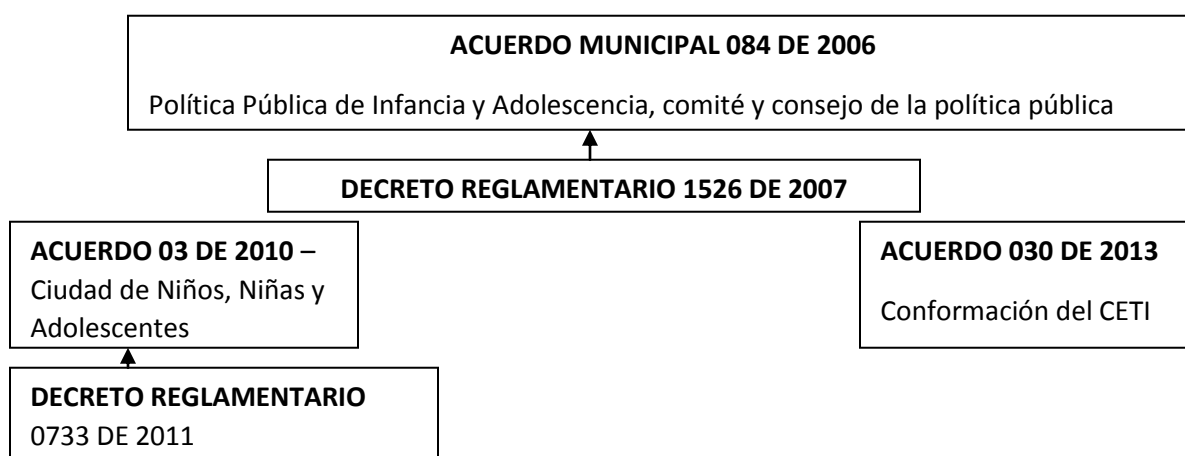 ACUERDO MUNICIPAL 084 DE 2006
Política Pública de Infancia y Adolescencia, comité y consejo de la política pública
DECRETO REGLAMENTARIO 1526 DE 2007
ACUERDO 03 DE 2010 –
Ciudad de Niños, Niñas y
Adolescentes
ACUERDO 030 DE 2013
Conformación del CETI
DECRETO REGLAMENTARIO
0733 DE 2011